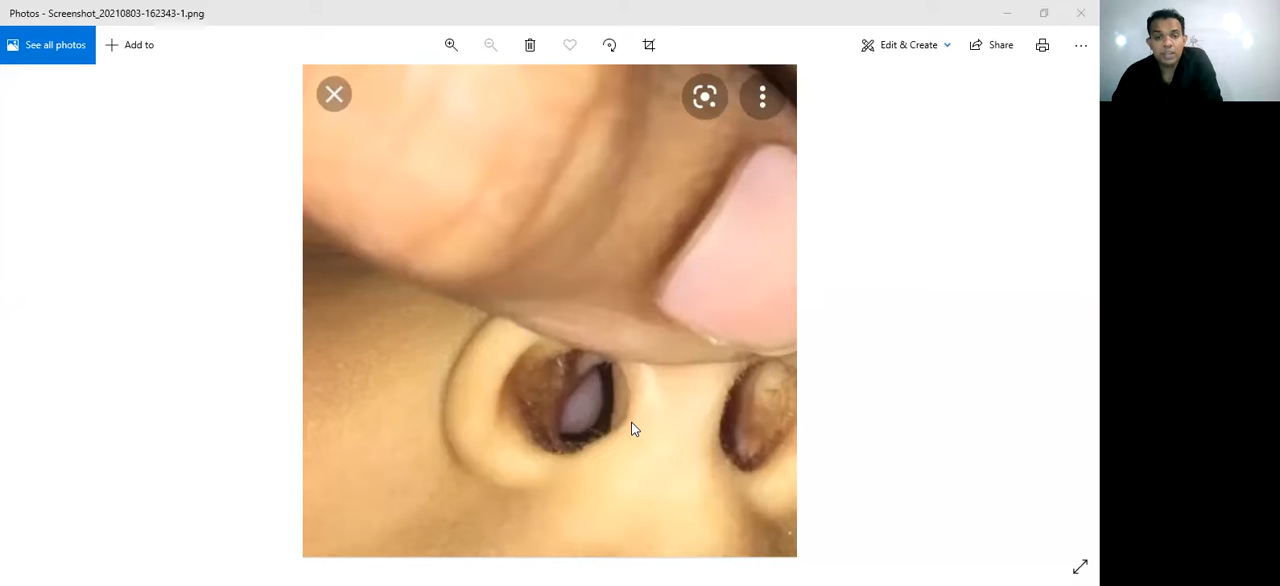 Photos - Screenshot_20210803-162343-1.png
See all photos
Add to
Edit & Create
Share